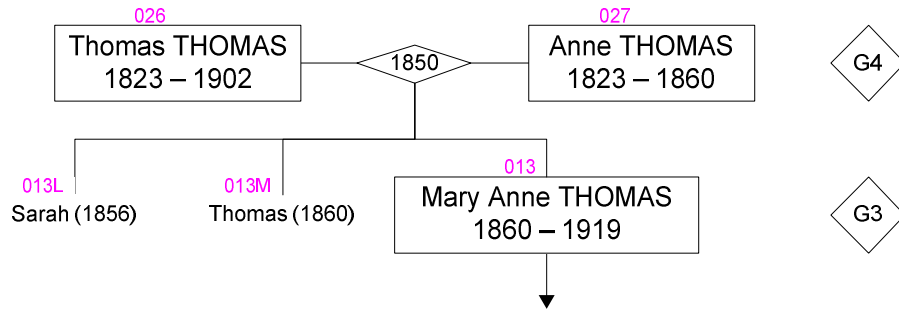 026
027
Thomas THOMAS
1823 – 1902
1850
Anne THOMAS
1823 – 1860
G4
013L
013M
013
Sarah (1856)
Thomas (1860)
Mary Anne THOMAS
1860 – 1919
G3